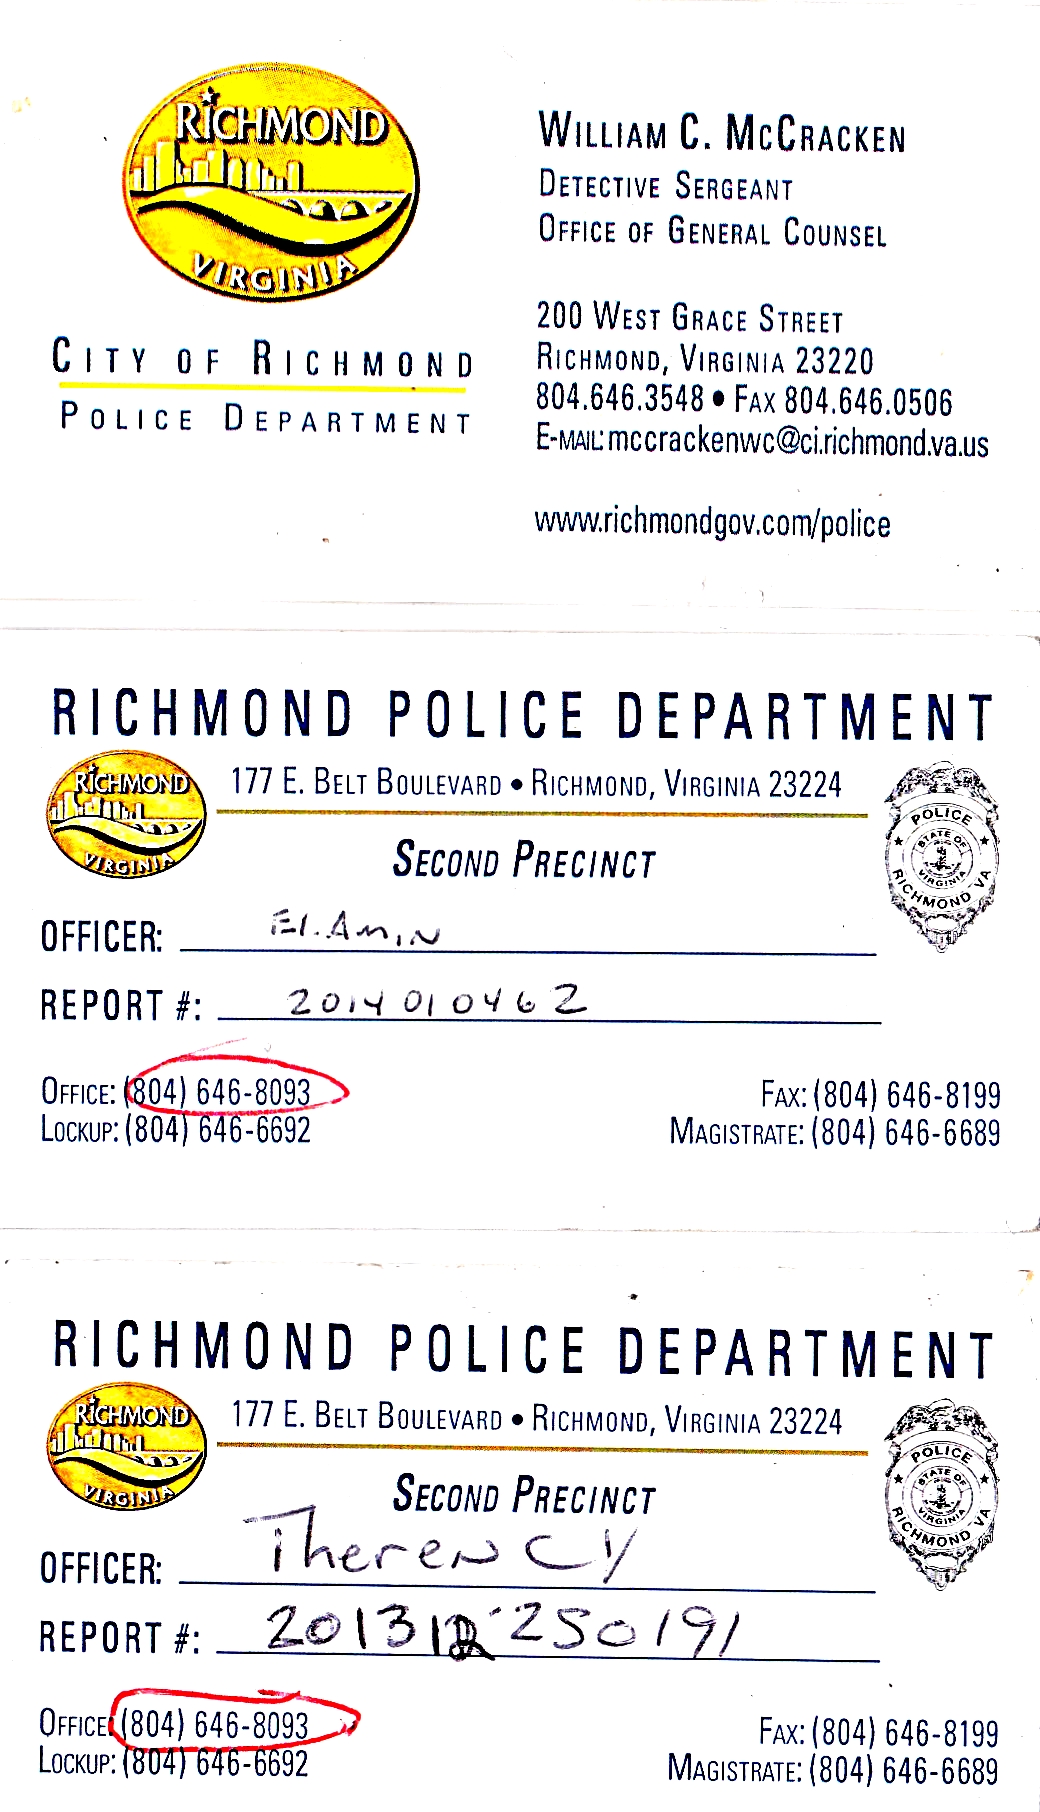 RICHMOND
VIRGINIA
CITY OF RICHMOND
POLICE DEPARTMENT
WILLIAM C. MCCRACKEN
DETECTIVE SERGEANT
OFFICE OF GENERAL COUNSEL
200 WEST GRACE STREET
RICHMOND, VIRGINIA 23220
804.646.3548 • FAX 804.646.0506
E-MAIL: mccrackenwc@ci.richmond.va.us
www.richmondgov.com/police
RICHMOND POLICE DEPARTMENT
RICHMOND
VIRGINIA
177 E. BELT BOULEVARD • RICHMOND, VIRGINIA 23224
SECOND PRECINCT
POLICE
STATE OF
VIRGINIA
RICHMOND VA
OFFICER: El.Amin
REPORT #: 2014010462
OFFICE: (804) 646-8093
LOCKUP: (804) 646-6692
FAX: (804) 646-8199
MAGISTRATE: (804) 646-6689
RICHMOND POLICE DEPARTMENT
RICHMOND
VIRGINIA
177 E. BELT BOULEVARD • RICHMOND, VIRGINIA 23224
SECOND PRECINCT
POLICE
STATE OF
VIRGINIA
RICHMOND VA
OFFICER: Therency
REPORT #:
OFFICE: (804) 646-8093
LOCKUP: (804) 646-6692
FAX: (804) 646-8199
MAGISTRATE: (804) 646-6689